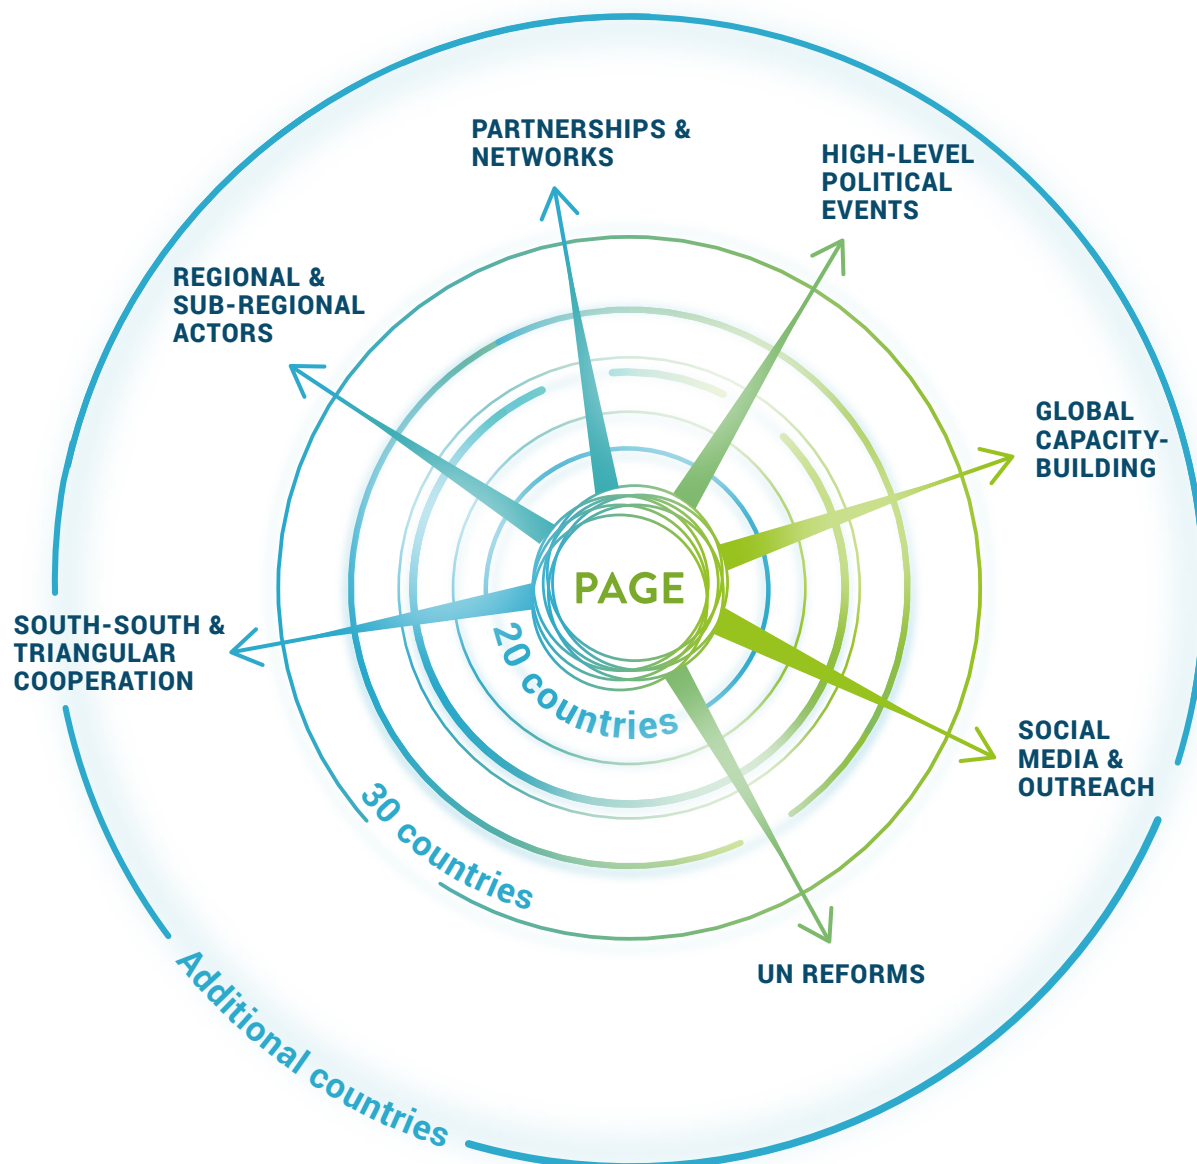 PARTNERSHIPS &
NETWORKS
HIGH-LEVEL
POLITICAL
EVENTS
REGIONAL &
SUB-REGIONAL
ACTORS
GLOBAL
CAPACITY-
BUILDING
PAGE
SOUTH-SOUTH &
TRIANGULAR
COOPERATION
20 countries
SOCIAL
MEDIA &
OUTREACH
30 countries
UN REFORMS
Additional countries